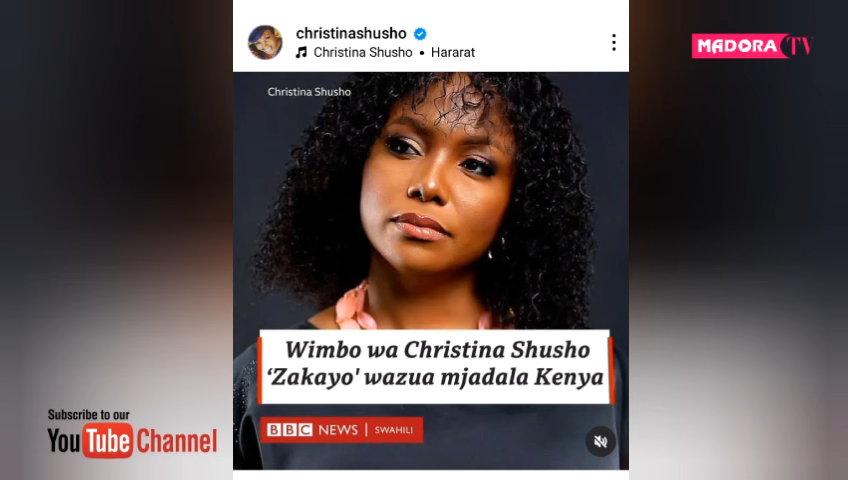 christinashusho
Christina Shusho • Hararat
MADORA TV
Christina Shusho
Wimbo wa Christina Shusho
‘Zakayo' wazua mjadala Kenya
BBC NEWS | SWAHILI
Subscribe to our
YouTube Channel